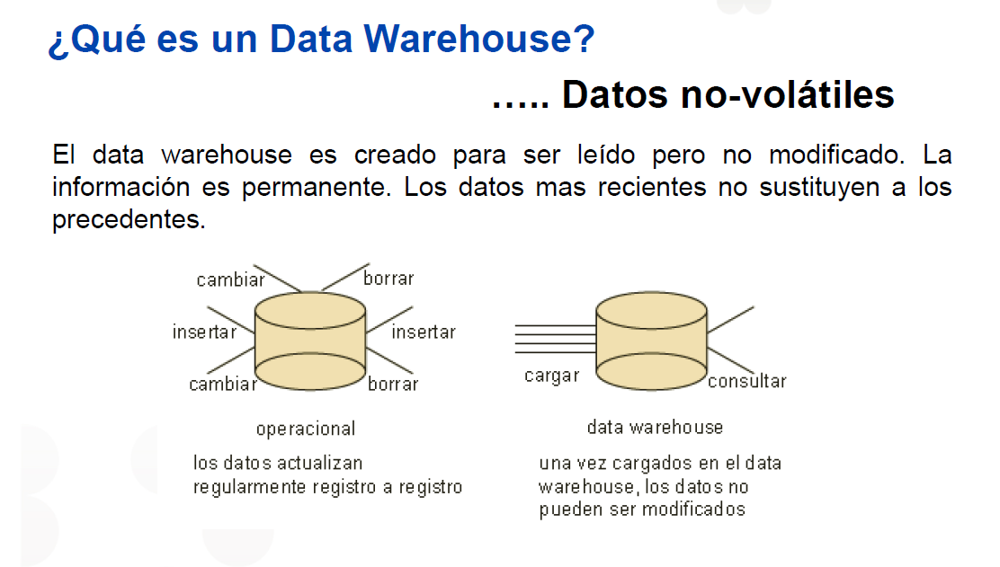 ¿Qué es un Data Warehouse?
..... Datos no-volátiles
El data warehouse es creado para ser leído pero no modificado. La
información es permanente. Los datos mas recientes no sustituyen a los
precedentes.
cambiar
borrar
insertar
insertar
cambiar
borrar
operacional
los datos actualizan
regularmente registro a registro
cargar
consultar
data warehouse
una vez cargados en el data
warehouse, los datos no
pueden ser modificados